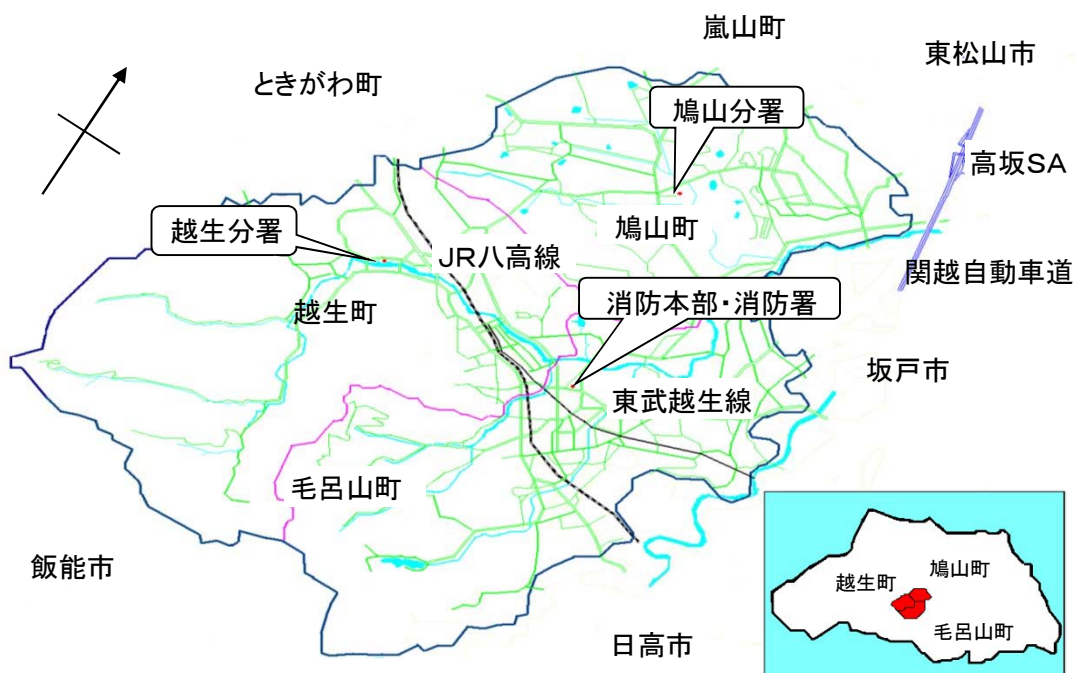 嵐山町
東松山市
ときがわ町
鳩山分署
高坂SA
越生分署
鳩山町
JR八高線
関越自動車道
消防本部・消防署
越生町
坂戸市
東武越生線
毛呂山町
飯能市
日高市
鳩山町
越生町
毛呂山町